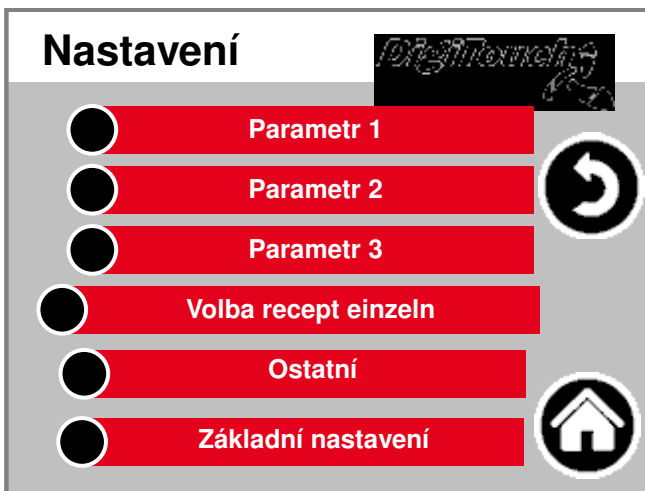 Nastavení
DigiTouch
Parametr 1
Parametr 2
Parametr 3
Volba recept einzeln
Ostatní
Základní nastavení